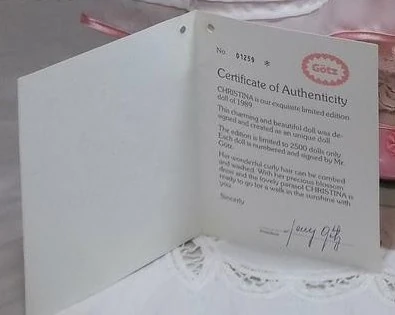 No. 01256 *
Götz
Certificate of Authenticity
CHRISTINA is our exquisite limited edition
doll of 1989
This charming and beautiful doll was de-
signed and created as an unique doll.
The edition is limited to 2500 dolls only.
Each doll is numbered and signed by Mr.
Götz.
Her wonderful curly hair can be combed
and washed. With her precious blossom
dress and the lovely parasol CHRISTINA is
ready to go for a walk in the sunshine with
you.
Sincerly